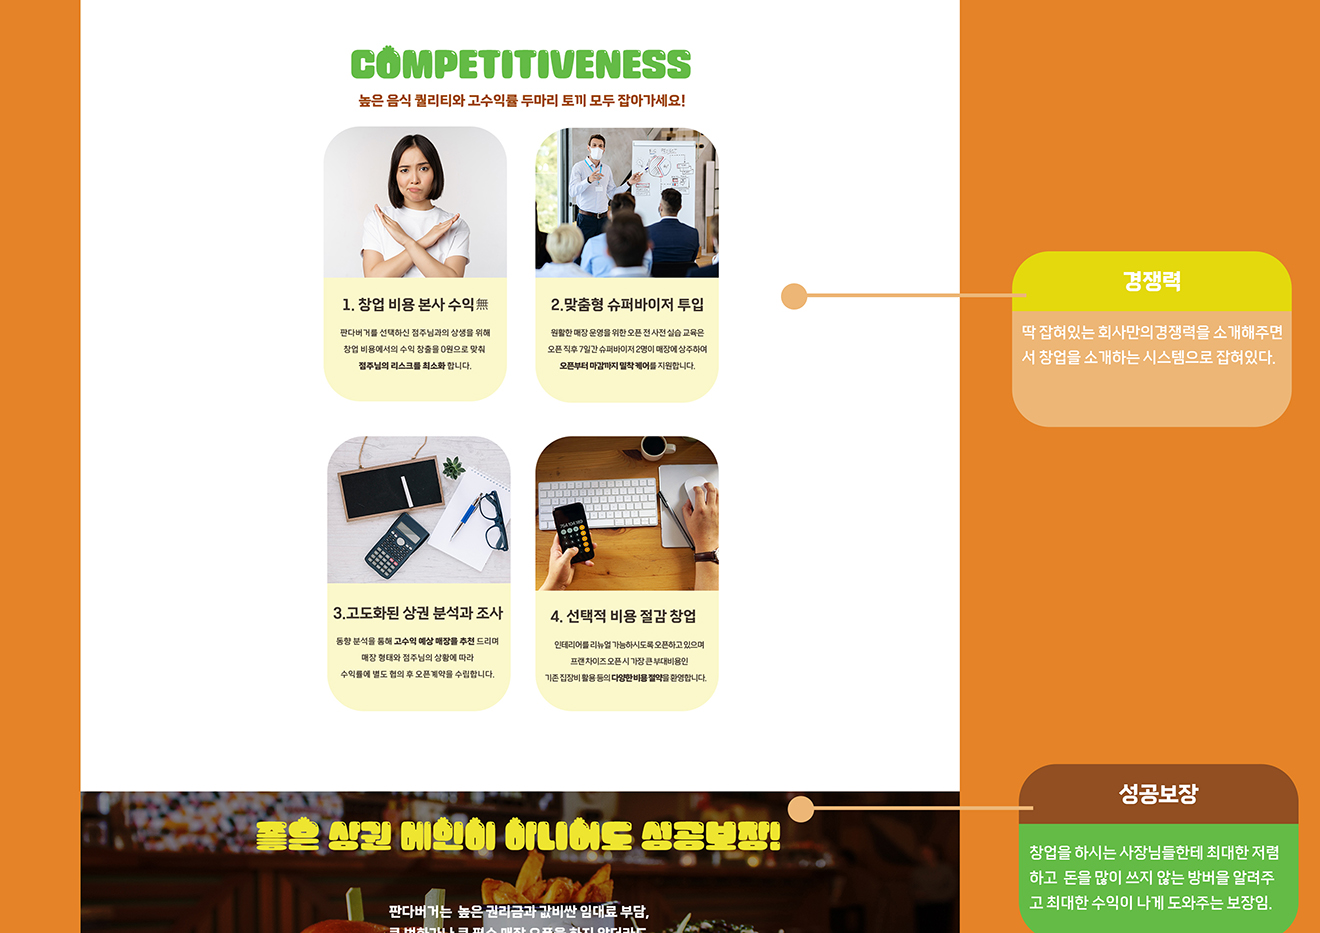 COMPETITIVENESS
높은 음식 퀄리티와 고수익률 두마리 토끼 모두 잡아가세요!
1. 창업 비용 본사 수익無
판다버거를 선택하신 점주님과의 상생을 위해
창업 비용에서의 수익 창출을 0원으로 맞춰
점주님의 리스크를 최소화 합니다.
2.맞춤형 슈퍼바이저 투입
원활한 매장 운영을 위한 오픈 전 사전 실습 교육은
오픈 직후 7일간 슈퍼바이저 2명이 매장에 상주하여
오픈부터 마감까지 밀착 케어를 지원합니다.
경쟁력
딱 잡혀있는 회사만의경쟁력을 소개해주면
서 창업을 소개하는 시스템으로 잡혀있다.
3.고도화된 상권 분석과 조사
동향 분석을 통해 고수익 예상 매장을 추천 드리며
매장 형태와 점주님의 상황에 따라
수익률에 별도 협의 후 오픈계약을 수립합니다.
4. 선택적 비용 절감 창업
인테리어를 리뉴얼 가능하시도록 오픈하고 있으며
프랜차이즈 오픈 시 가장 큰 부대비용인
기존 집장비 활용 등의 다양한 비용 절약을 환영합니다.
상권 메인이 아니어도 성공보장!
판다버거는 높은 권리금과 값비싼 임대료 부담,
성공보장
창업을 하시는 사장님들한테 최대한 저렴
하고 돈을 많이 쓰지 않는 방버을 알려주
고 최대한 수익이 나게 도와주는 보장임.